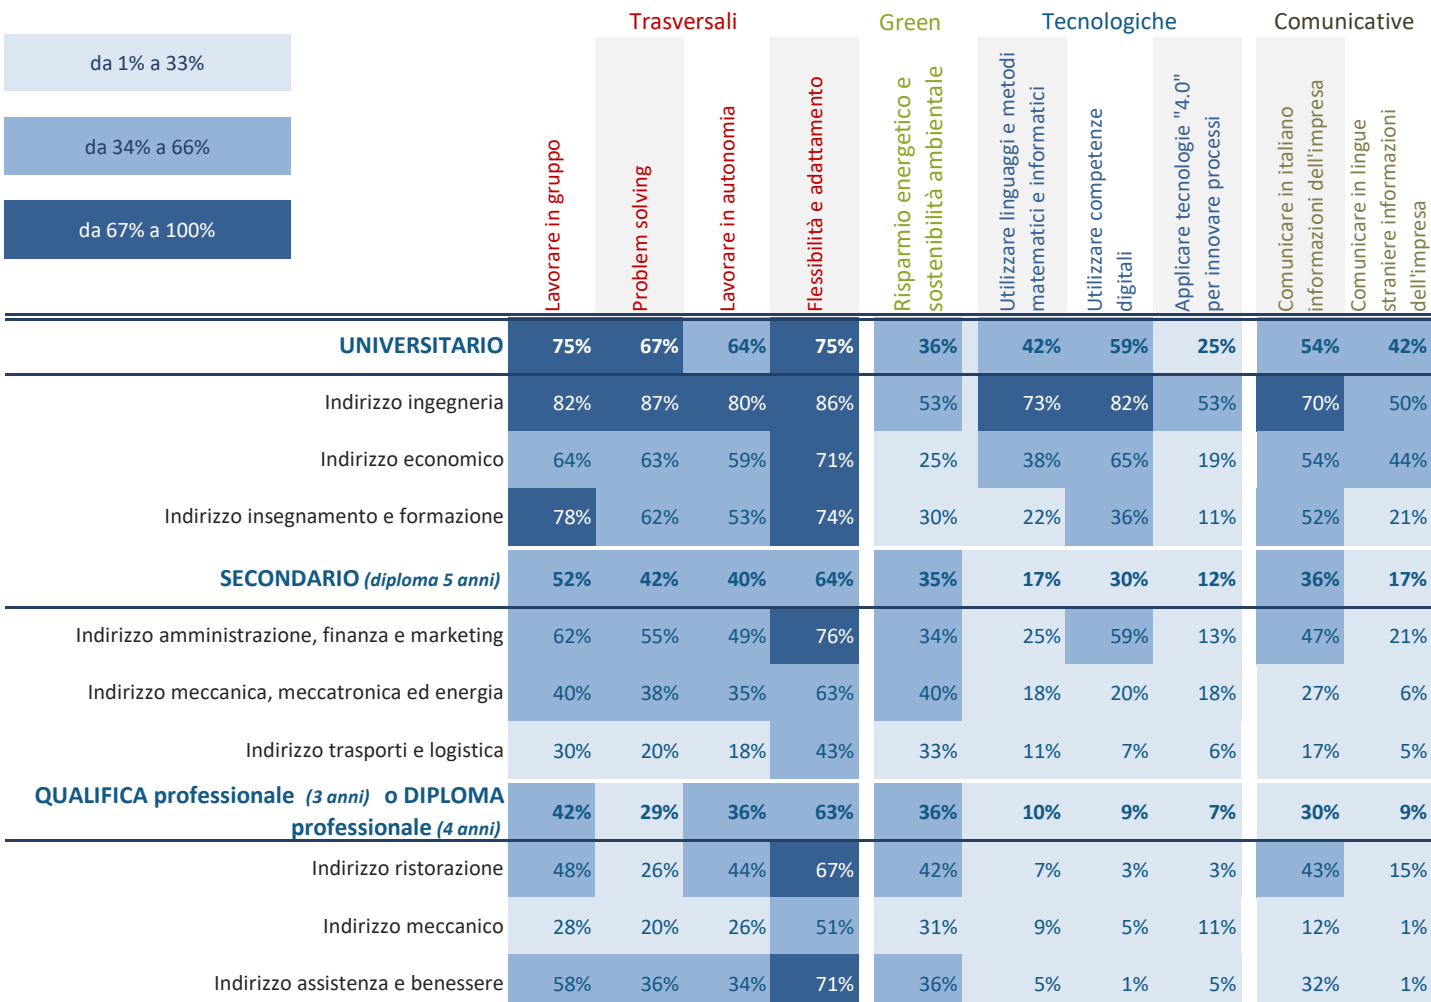 Trasversali Green Tecnologiche Comunicative
da 1% a 33%
da 34% a 66%
da 67% a 100%
Lavorare in gruppo
Problem solving
Lavorare in autonomia
Flessibilità e adattamento
Risparmio energetico e
sostenibilità ambientale
Utilizzare linguaggi e metodi
matematici e informatici
Utilizzare competenze
digitali
Applicare tecnologie "4.0"
per innovare processi
Comunicare in italiano
informazioni dell'impresa
Comunicare in lingue
straniere informazioni
dell'impresa
UNIVERSITARIO 75% 67% 64% 75% 36% 42% 59% 25% 54% 42%
Indirizzo ingegneria 82% 87% 80% 86% 53% 73% 82% 53% 70% 50%
Indirizzo economico 64% 63% 59% 71% 25% 38% 65% 19% 54% 44%
Indirizzo insegnamento e formazione 78% 62% 53% 74% 30% 22% 36% 11% 52% 21%
SECONDARIO (diploma 5 anni) 52% 42% 40% 64% 35% 17% 30% 12% 36% 17%
Indirizzo amministrazione, finanza e marketing 62% 55% 49% 76% 34% 25% 59% 13% 47% 21%
Indirizzo meccanica, meccatronica ed energia 40% 38% 35% 63% 40% 18% 20% 18% 27% 6%
Indirizzo trasporti e logistica 30% 20% 18% 43% 33% 11% 7% 6% 17% 5%
QUALIFICA professionale (3 anni) o DIPLOMA
professionale (4 anni) 42% 29% 36% 63% 36% 10% 9% 7% 30% 9%
Indirizzo ristorazione 48% 26% 44% 67% 42% 7% 3% 3% 43% 15%
Indirizzo meccanico 28% 20% 26% 51% 31% 9% 5% 11% 12% 1%
Indirizzo assistenza e benessere 58% 36% 34% 71% 36% 5% 1% 5% 32% 1%